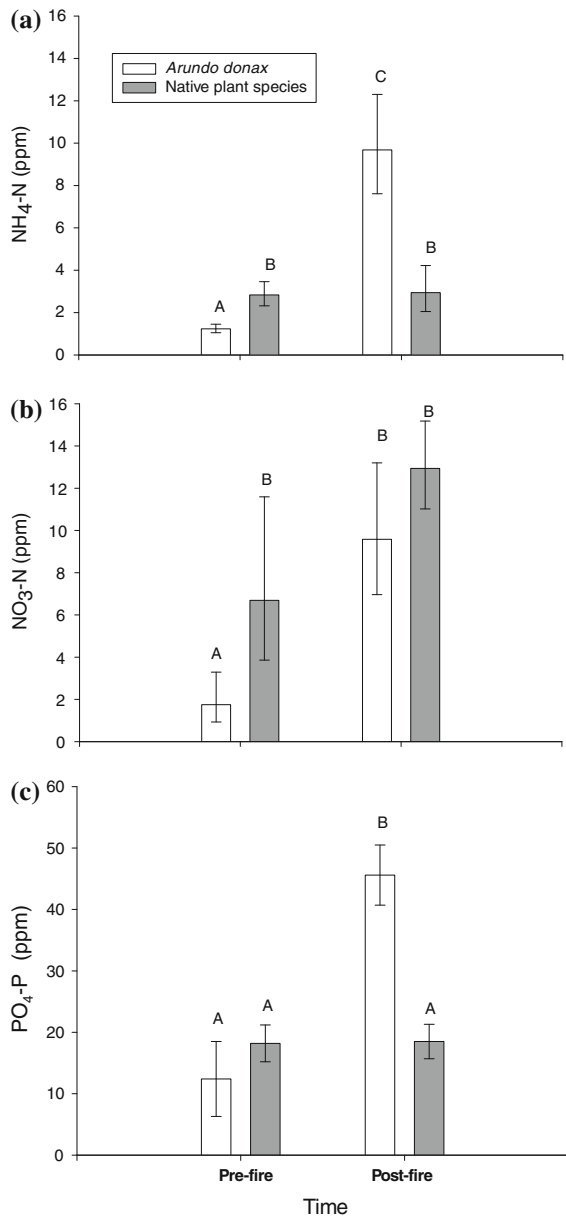 (a)
16
14
12
10
8
6
4
2
0
NH4-N (ppm)
Arundo donax
Native plant species
A
B
C
B
(b)
16
14
12
10
8
6
4
2
0
NO3-N (ppm)
A
B
B
B
(c)
60
50
40
30
20
10
0
PO4-P (ppm)
A
A
B
A
Pre-fire Post-fire
Time